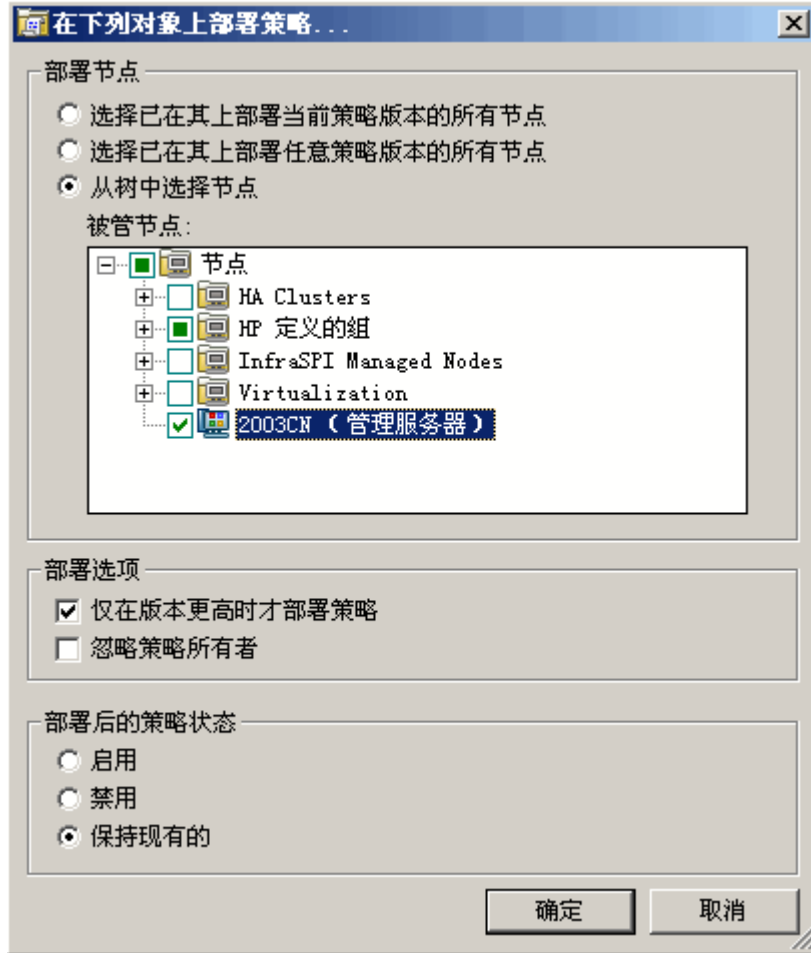 在下列对象上部署策略...
部署节点
选择已在其上部署当前策略版本的所有节点
选择已在其上部署任意策略版本的所有节点
从树中选择节点
被管节点:
节点
HA Clusters
HP 定义的组
InfraSPI Managed Nodes
Virtualization
2003CN （管理服务器）
部署选项
仅在版本更高时才部署策略
忽略策略所有者
部署后的策略状态
启用
禁用
保持现有的
确定
取消